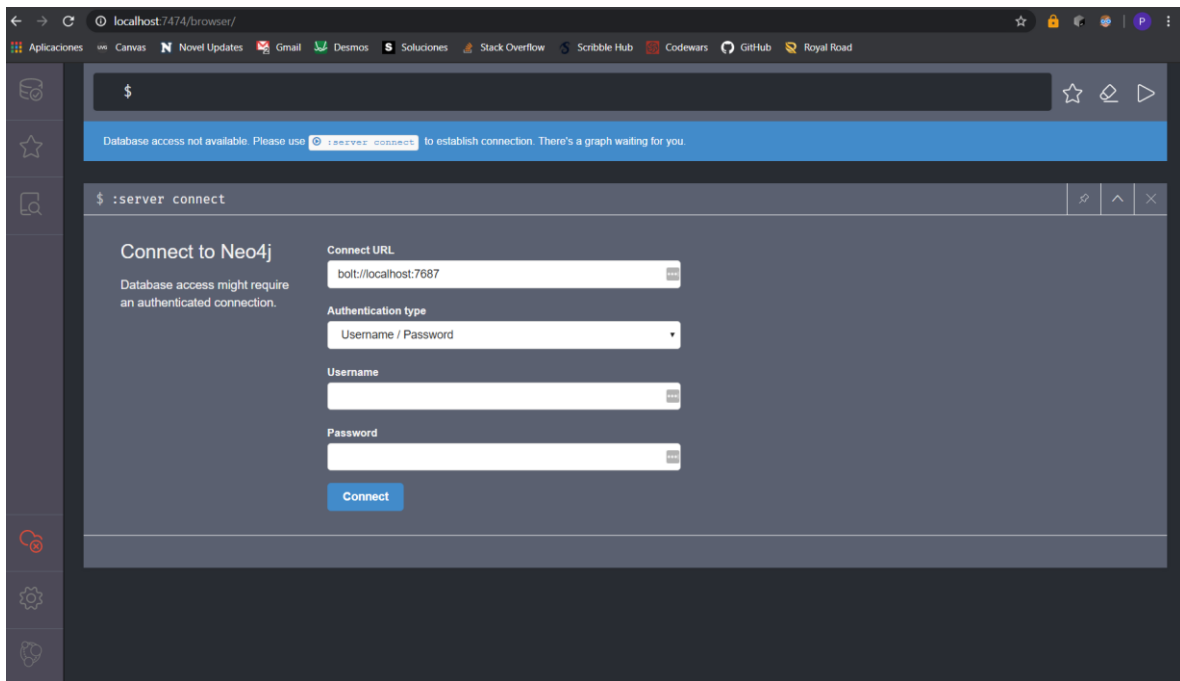 localhost:7474/browser/
P
Aplicaciones Canvas N Novel Updates Gmail Desmos S Soluciones Stack Overflow S Scribble Hub Codewars GitHub Royal Road
$
Database access not available. Please use :server connect to establish connection. There's a graph waiting for you.
$ :server connect
Connect to Neo4j
Database access might require
an authenticated connection.
Connect URL
bolt://localhost:7687
Authentication type
Username / Password
Username
Password
Connect